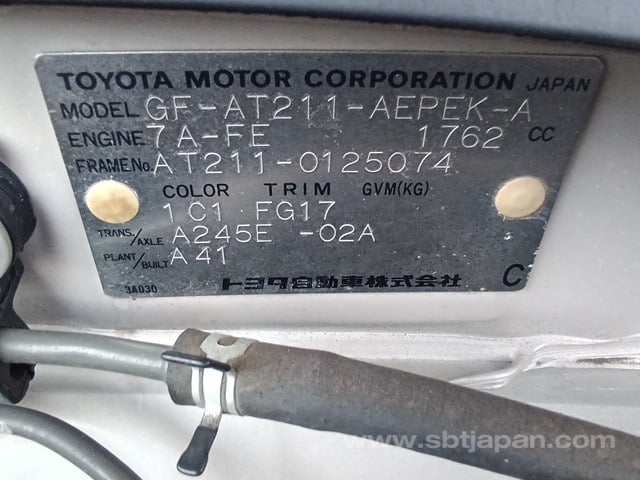 TOYOTA MOTOR CORPORATION JAPAN
MODEL GF-AT211-AEPEK-A
ENGINE 7A-FE 1762 CC
FRAME No. AT211-0125074
COLOR TRIM GVM(KG)
1C1 FG17
TRANS./AXLE A245E -02A
PLANT/BUILT A41
3A030 トヨタ自動車株式会社 C
www.sbtjapan.com